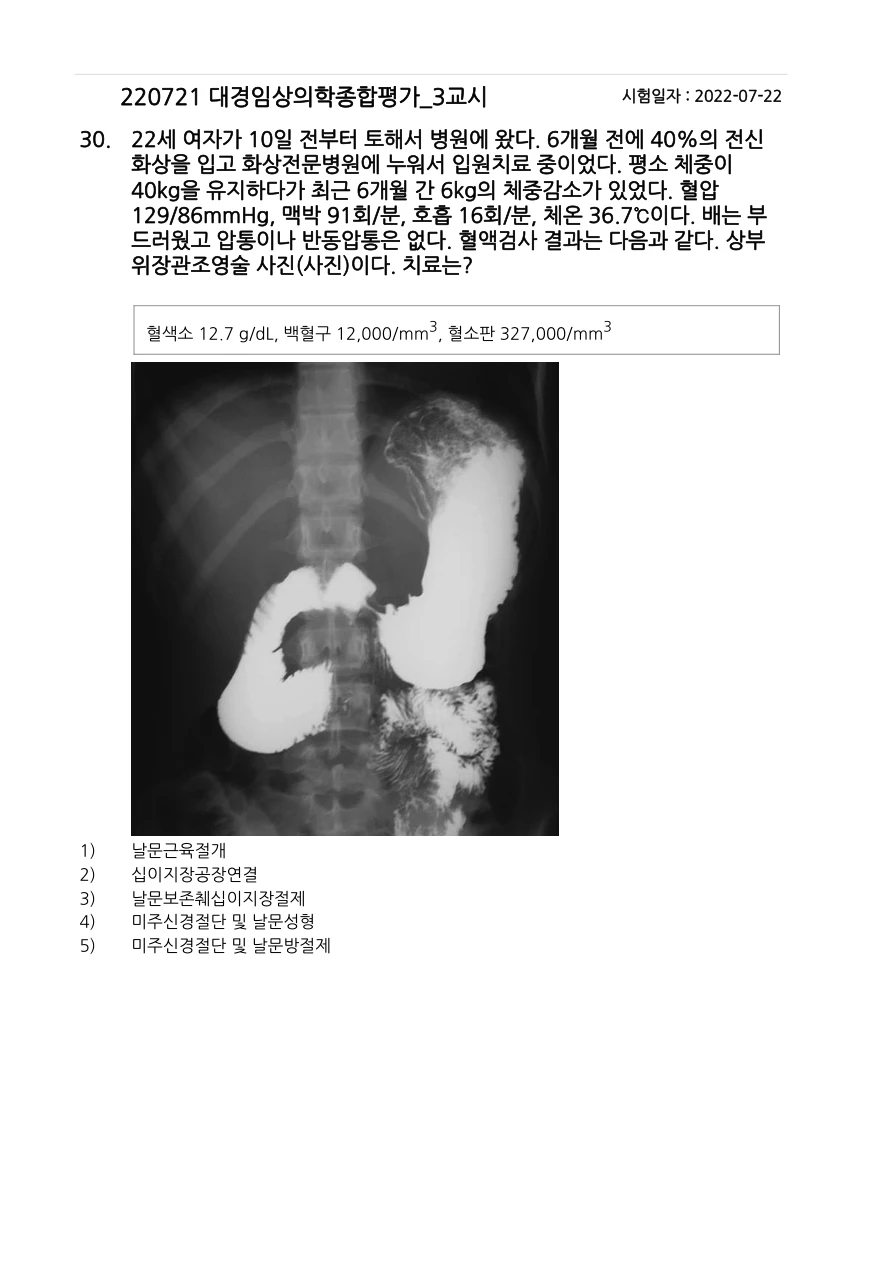 220721 대경임상의학종합평가_3교시
시험일자 : 2022-07-22
30. 22세 여자가 10일 전부터 토해서 병원에 왔다. 6개월 전에 40%의 전신
화상을 입고 화상전문병원에 누워서 입원치료 중이었다. 평소 체중이
40kg을 유지하다가 최근 6개월 간 6kg의 체중감소가 있었다. 혈압
129/86mmHg, 맥박 91회/분, 호흡 16회/분, 체온 36.7℃이다. 배는 부
드러웠고 압통이나 반동압통은 없다. 혈액검사 결과는 다음과 같다. 상부
위장관조영술 사진(사진)이다. 치료는?
혈색소 12.7 g/dL, 백혈구 12,000/mm³, 혈소판 327,000/mm³
1) 날문근육절개
2) 십이지장공장연결
3) 날문보존췌십이지장절제
4) 미주신경절단 및 날문성형
5) 미주신경절단 및 날문방절제